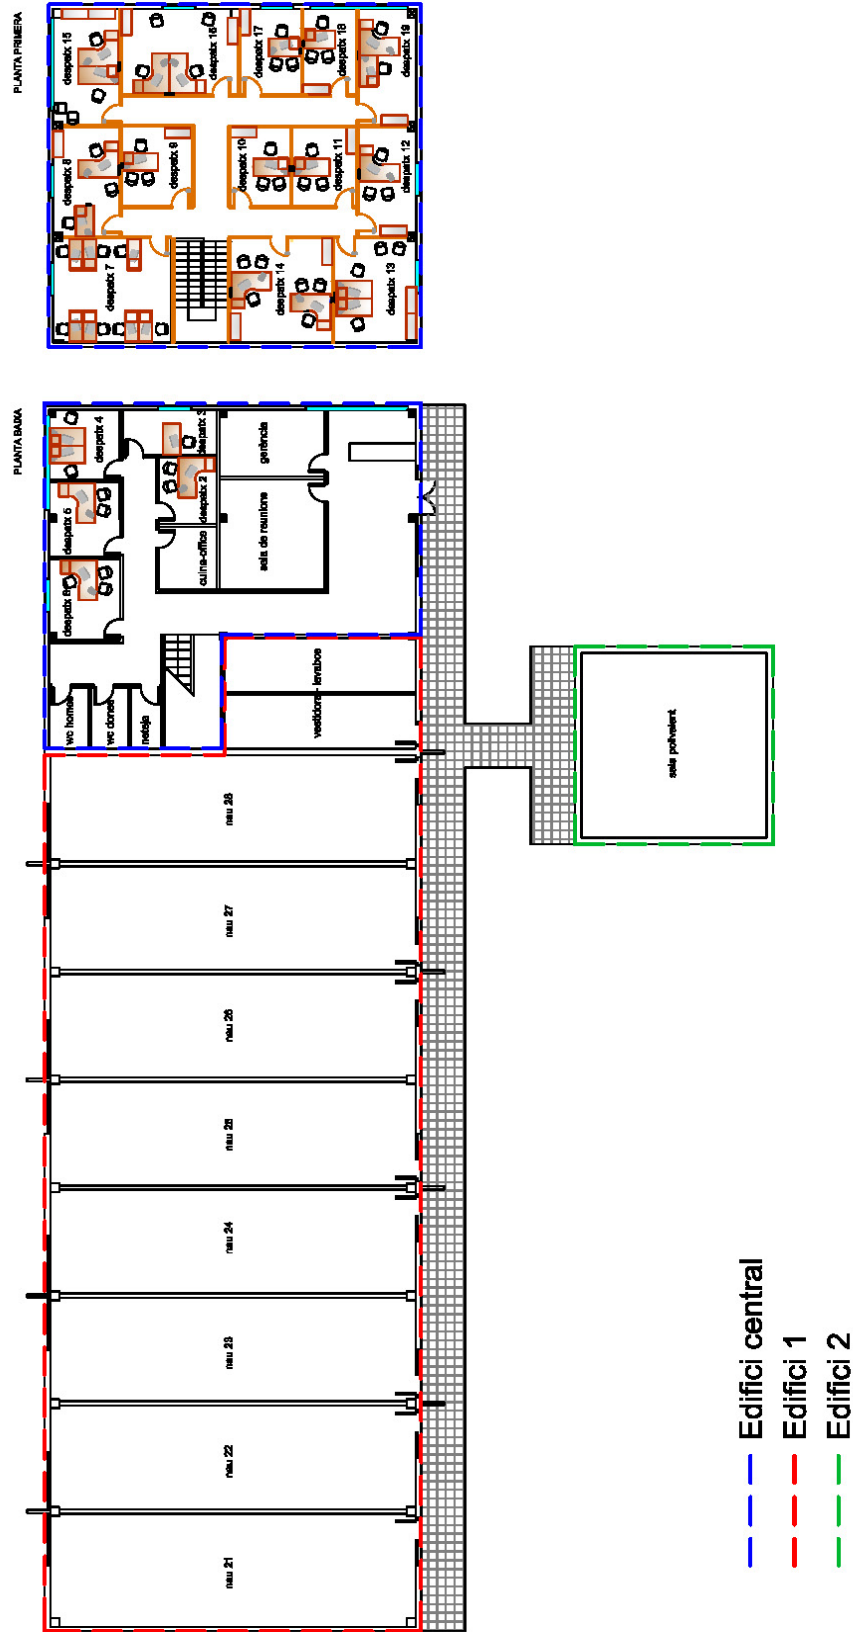 PLANTA PRIMERA
despatx 15
despatx 16
despatx 17
despatx 18
despatx 19
despatx 8
despatx 9
despatx 10
despatx 11
despatx 12
despatx 7
despatx 14
despatx 13
PLANTA BAIXA
despatx 4
despatx 3
gerència
despatx 5
despatx 2
despatx 6
cuina-office
sala de reunions
wc homes
wc dones
neteja
vestidors - lavabos
sala polivalent
nau 28
nau 27
nau 26
nau 25
nau 24
nau 23
nau 22
nau 21
Edifici central
Edifici 1
Edifici 2